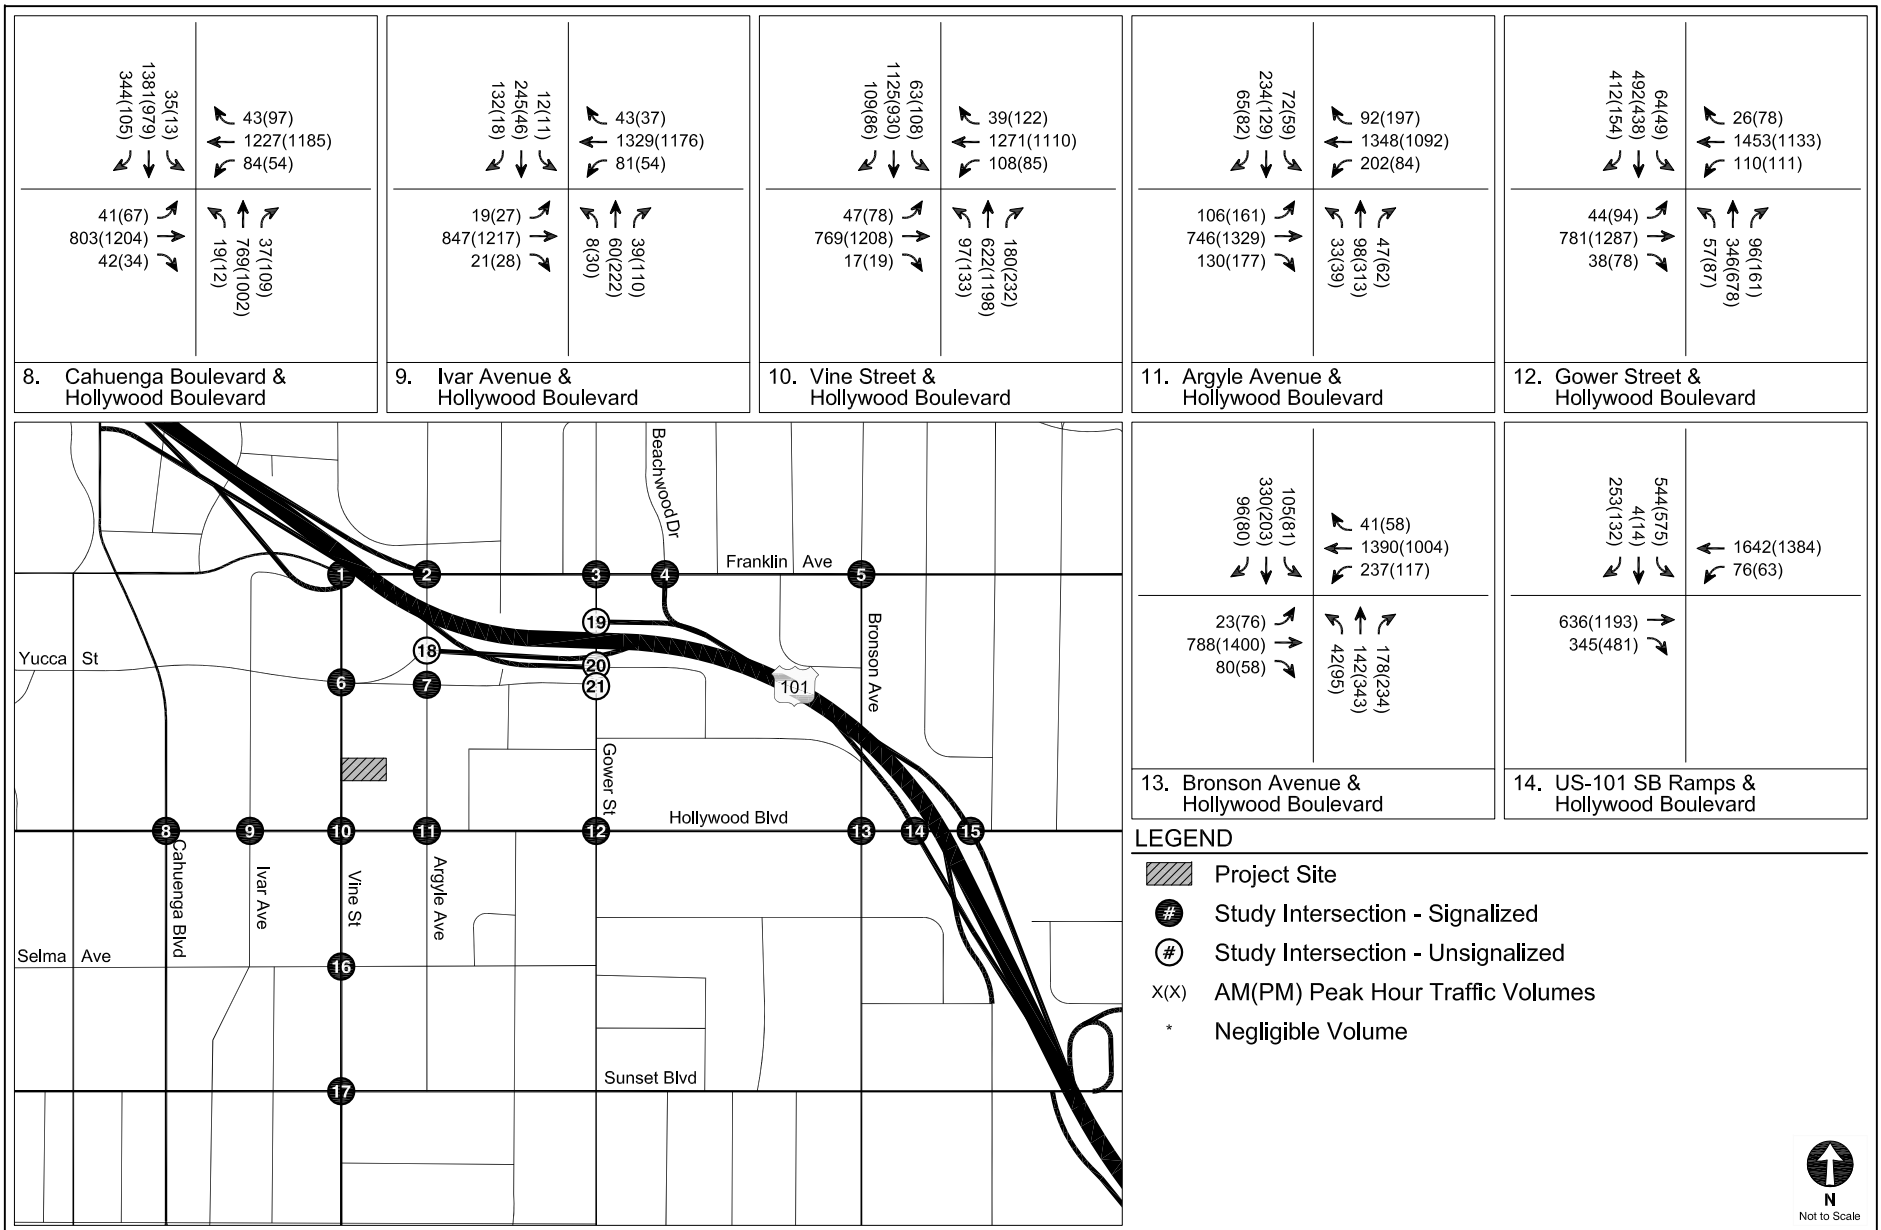 344(105)
1381(979)
35(13)
43(97)
1227(1185)
84(54)
41(67)
803(1204)
42(34)
19(12)
769(1002)
37(109)
8. Cahuenga Boulevard &
Hollywood Boulevard
132(18)
245(46)
12(11)
43(37)
1329(1176)
81(54)
19(27)
847(1217)
21(28)
8(30)
60(222)
39(110)
9. Ivar Avenue &
Hollywood Boulevard
109(86)
1125(930)
63(108)
39(122)
1271(1110)
108(85)
47(78)
769(1208)
17(19)
97(133)
622(1198)
180(232)
10. Vine Street &
Hollywood Boulevard
65(82)
234(129)
72(59)
92(197)
1348(1092)
202(84)
106(161)
746(1329)
130(177)
33(39)
98(313)
47(62)
11. Argyle Avenue &
Hollywood Boulevard
412(154)
492(438)
64(49)
26(78)
1453(1133)
110(111)
44(94)
781(1287)
38(78)
57(87)
346(678)
96(161)
12. Gower Street &
Hollywood Boulevard
Beachwood Dr
Franklin Ave
1
2
3
4
5
19
18
20
21
Yucca St
6
7
101
Bronson Ave
Gower St
Hollywood Blvd
8
9
10
11
12
13
14
15
Cahuenga Blvd
Ivar Ave
Vine St
Argyle Ave
Selma Ave
16
Sunset Blvd
17
96(80)
330(203)
105(81)
41(58)
1390(1004)
237(117)
23(76)
788(1400)
80(58)
42(95)
142(343)
178(234)
13. Bronson Avenue &
Hollywood Boulevard
253(132)
4(14)
544(575)
1642(1384)
76(63)
636(1193)
345(481)
14. US-101 SB Ramps &
Hollywood Boulevard
LEGEND
Project Site
# Study Intersection - Signalized
# Study Intersection - Unsignalized
X(X) AM(PM) Peak Hour Traffic Volumes
* Negligible Volume
N
Not to Scale